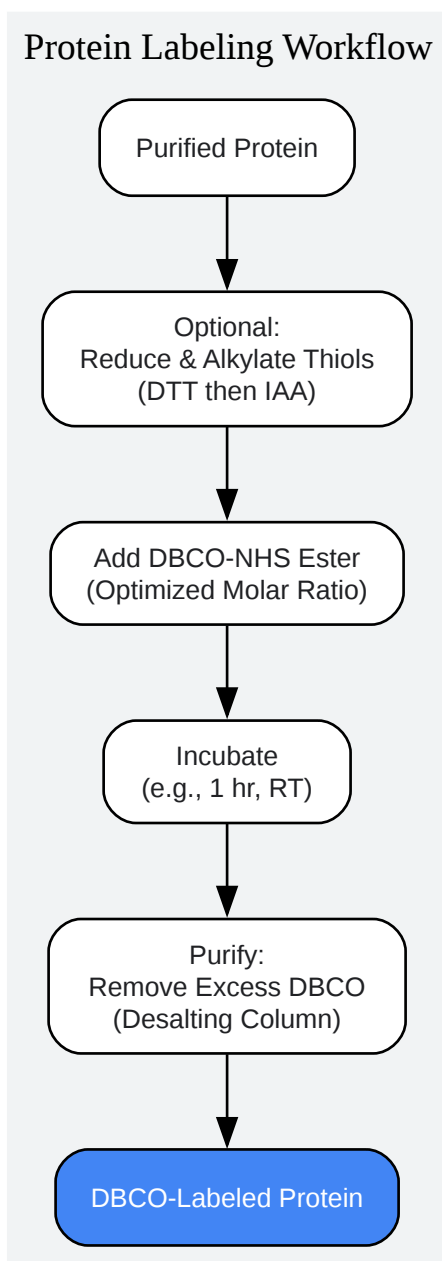 Protein Labeling Workflow
Purified Protein
Optional:
Reduce & Alkylate Thiols
(DTT then IAA)
Add DBCO-NHS Ester
(Optimized Molar Ratio)
Incubate
(e.g., 1 hr, RT)
Purify:
Remove Excess DBCO
(Desalting Column)
DBCO-Labeled Protein